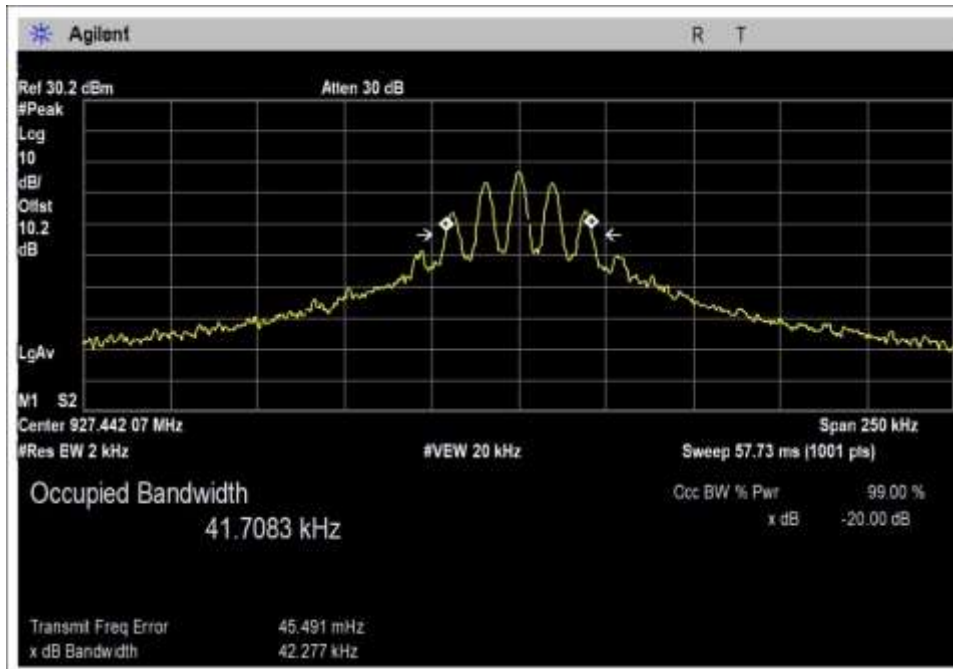 Agilent
R T
Ref 30.2 dBm Atten 30 dB
#Peak
Log
10
dB/
Offst
10.2
dB
LgAv
M1 S2
Center 927.442 07 MHz Span 250 kHz
#Res BW 2 kHz #VBW 20 kHz Sweep 57.73 ms (1001 pts)
Occupied Bandwidth Occ BW % Pwr 99.00 %
41.7083 kHz x dB -20.00 dB
Transmit Freq Error 45.491 mHz
x dB Bandwidth 42.277 kHz